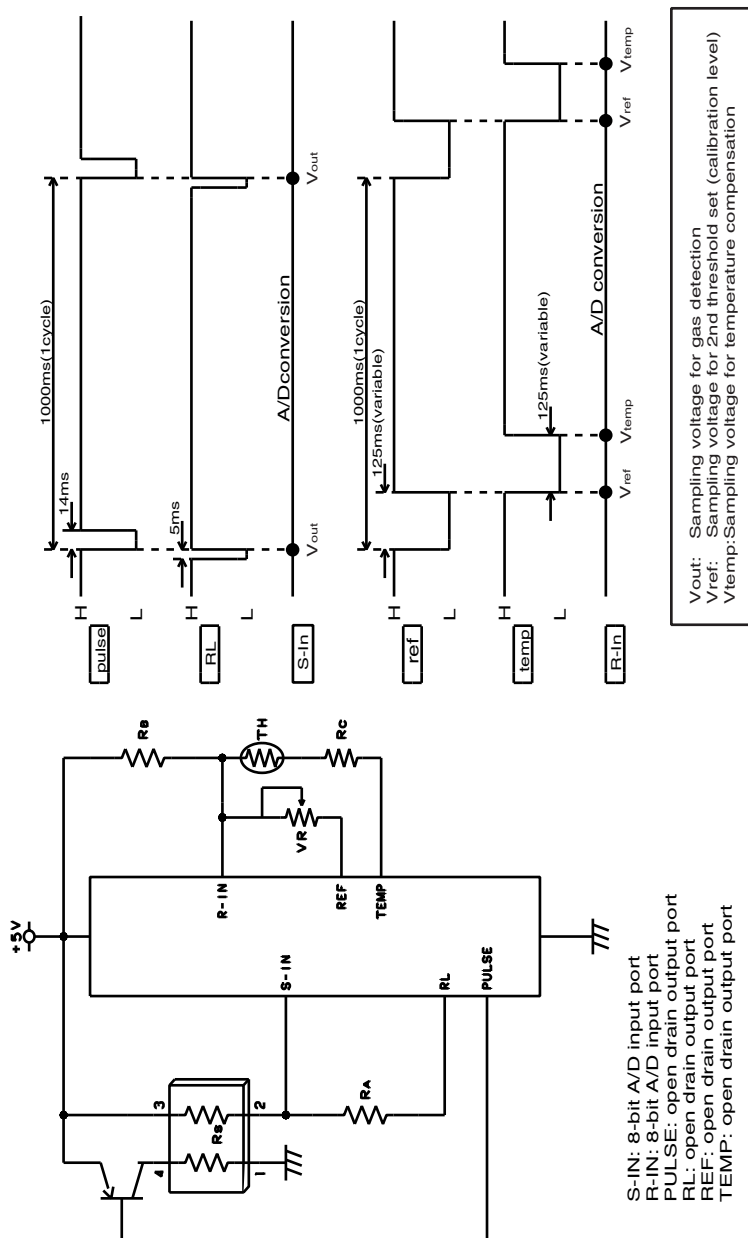 +5V
4
3
Rs
1
2
RA
S-IN
RL
PULSE
R-IN
REF
TEMP
RB
VR
TH
RC
S-IN: 8-bit A/D input port
R-IN: 8-bit A/D input port
PULSE: open drain output port
RL: open drain output port
REF: open drain output port
TEMP: open drain output port
pulse
H
L
14ms
1000ms(1cycle)
RL
H
L
5ms
S-In
A/Dconversion
Vout
Vout
ref
H
L
1000ms(1cycle)
125ms(variable)
temp
H
L
125ms(variable)
R-In
A/D conversion
Vref
Vtemp
Vref
Vtemp
Vout: Sampling voltage for gas detection
Vref: Sampling voltage for 2nd threshold set (calibration level)
Vtemp:Sampling voltage for temperature compensation